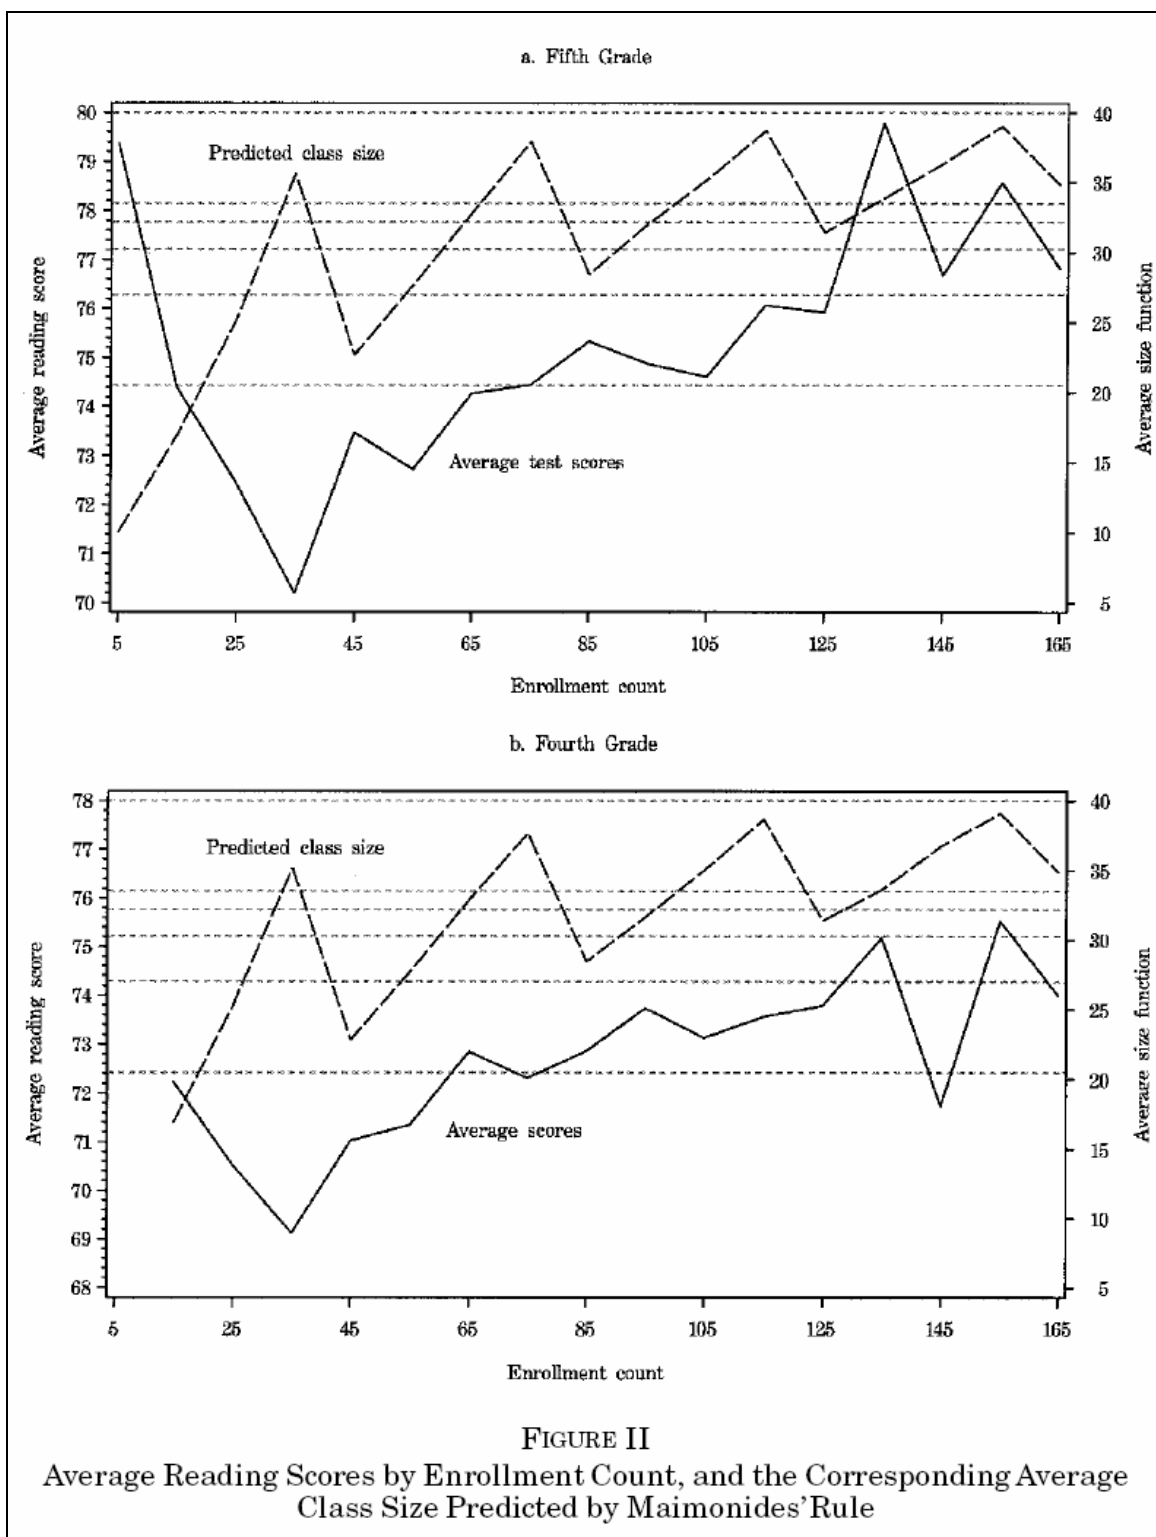 a. Fifth Grade
80
79
78
77
76
75
74
73
72
71
70
Average reading score
Predicted class size
Average test scores
40
35
30
25
20
15
10
5
Average size function
5 25 45 65 85 105 125 145 165
Enrollment count
b. Fourth Grade
78
77
76
75
74
73
72
71
70
69
68
Average reading score
Predicted class size
Average scores
40
35
30
25
20
15
10
5
Average size function
5 25 45 65 85 105 125 145 165
Enrollment count
FIGURE II
Average Reading Scores by Enrollment Count, and the Corresponding Average
Class Size Predicted by Maimonides' Rule